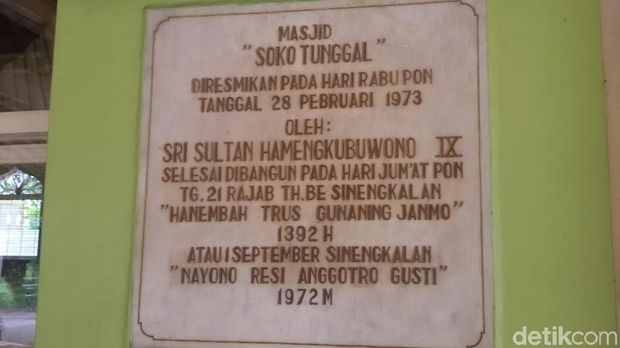 MASJID
"SOKO TUNGGAL"
DIRESMIKAN PADA HARI RABU PON
TANGGAL 28 PEBRUARI 1973
OLEH:
SRI SULTAN HAMENGKUBUWONO IX
SELESAI DIBANGUN PADA HARI JUM'AT PON
TG. 21 RAJAB TH. BE SINENGKALAN
"HANEMBAH TRUS GUNANING JANMO"
1392 H
ATAU 1 SEPTEMBER SINENGKALAN
"NAYONO RESI ANGGOTRO GUSTI"
1972 M
detikcom